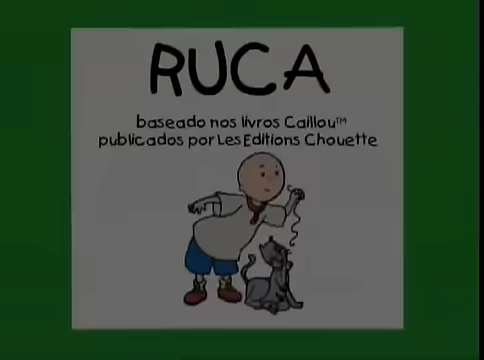 RUCA
baseado nos livros Caillou™
publicados por Les Editions Chouette